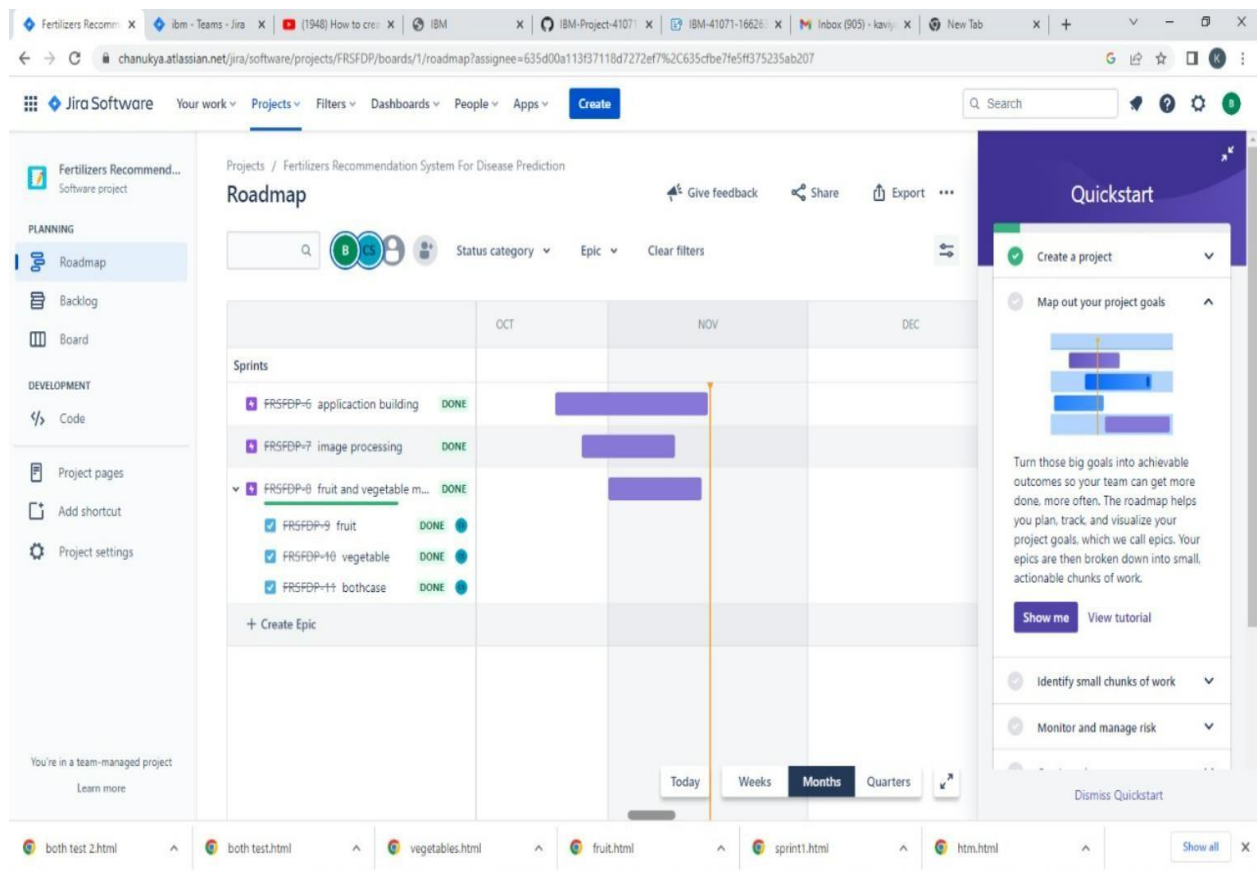 Fertilizers Recomm
ibm - Teams - Jira
(1948) How to cre
IBM
IBM-Project-41071
IBM-41071-16626
Inbox (905) - kaviy
New Tab
chanukya.atlassian.net/jira/software/projects/FRSFDP/boards/1/roadmap?assignee=635d00a113f37118d7272ef7%2C635cfbe7fe5ff375235ab207
G
K
Jira Software
Your work
Projects
Filters
Dashboards
People
Apps
Create
Search
B
Fertilizers Recommend...
Software project
PLANNING
Roadmap
Backlog
Board
DEVELOPMENT
Code
Project pages
Add shortcut
Project settings
You're in a team-managed project
Learn more
Projects / Fertilizers Recommendation System For Disease Prediction
Roadmap
Give feedback
Share
Export
B CS
Status category
Epic
Clear filters
OCT NOV DEC
Sprints
FRSFDP-6 applicaction building DONE
FRSFDP-7 image processing DONE
FRSFDP-8 fruit and vegetable m... DONE
FRSFDP-9 fruit DONE
FRSFDP-10 vegetable DONE
FRSFDP-11 bothcase DONE
+ Create Epic
Today
Weeks
Months
Quarters
Quickstart
Create a project
Map out your project goals
Turn those big goals into achievable
outcomes so your team can get more
done, more often. The roadmap helps
you plan, track, and visualize your
project goals, which we call epics. Your
epics are then broken down into small,
actionable chunks of work.
Show me
View tutorial
Identify small chunks of work
Monitor and manage risk
Dismiss Quickstart
both test 2.html
both test.html
vegetables.html
fruit.html
sprint1.html
htm.html
Show all